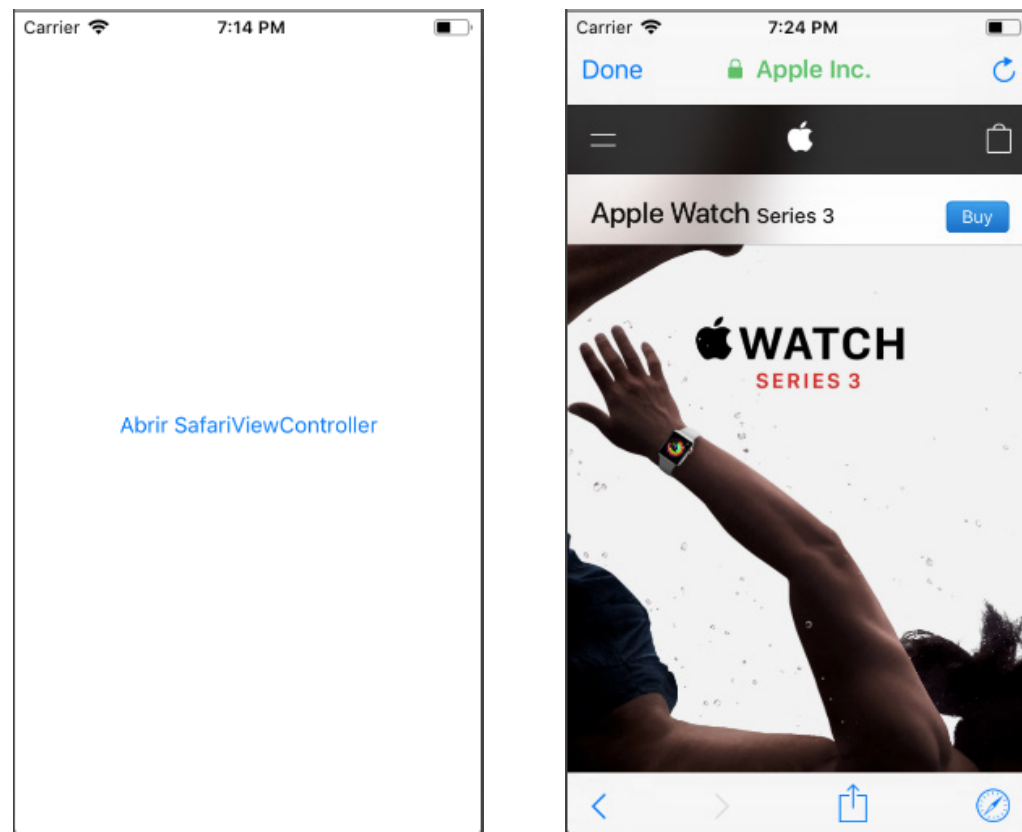 Carrier 7:14 PM
Abrir SafariViewController
Carrier 7:24 PM
Done Apple Inc.
Apple Watch Series 3 Buy
WATCH
SERIES 3